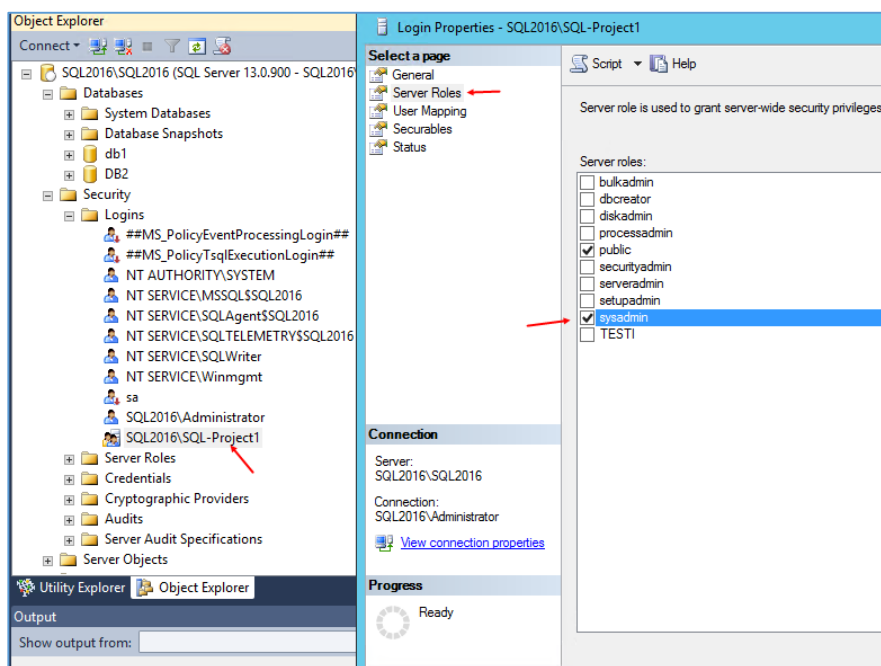 Object Explorer
Connect
SQL2016\SQL2016 (SQL Server 13.0.900 - SQL2016\
Databases
System Databases
Database Snapshots
db1
DB2
Security
Logins
##MS_PolicyEventProcessingLogin##
##MS_PolicyTsqlExecutionLogin##
NT AUTHORITY\SYSTEM
NT SERVICE\MSSQL$SQL2016
NT SERVICE\SQLAgent$SQL2016
NT SERVICE\SQLTELEMETRY$SQL2016
NT SERVICE\SQLWriter
NT SERVICE\Winmgmt
sa
SQL2016\Administrator
SQL2016\SQL-Project1
Server Roles
Credentials
Cryptographic Providers
Audits
Server Audit Specifications
Server Objects
Utility Explorer
Object Explorer
Output
Show output from:
Login Properties - SQL2016\SQL-Project1
Select a page
General
Server Roles
User Mapping
Securables
Status
Connection
Server:
SQL2016\SQL2016
Connection:
SQL2016\Administrator
View connection properties
Progress
Ready
Script
Help
Server role is used to grant server-wide security privileges
Server roles:
bulkadmin
dbcreator
diskadmin
processadmin
public
securityadmin
serveradmin
setupadmin
sysadmin
TESTI